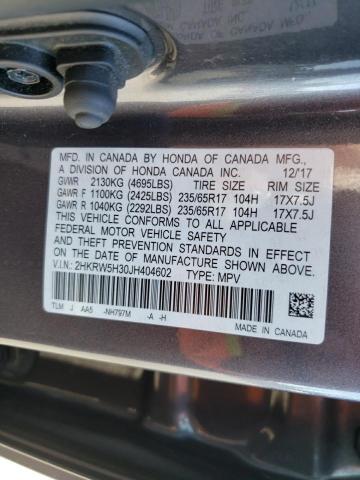 MFD. IN CANADA BY HONDA OF CANADA MFG.,
A DIVISION OF HONDA CANADA INC. 12/'17
GVWR 2130KG (4695LBS) TIRE SIZE RIM SIZE
GAWR F 1100KG (2425LBS) 235/65R17 104H 17X7.5J
GAWR R 1040KG (2292LBS) 235/65R17 104H 17X7.5J
THIS VEHICLE CONFORMS TO ALL APPLICABLE
FEDERAL MOTOR VEHICLE SAFETY
AND THEFT PREVENTION STANDARDS IN EFFECT
ON THE DATE OF MANUFACTURE SHOWN ABOVE.
V.I.N.: 2HKRW5H30JH404602 TYPE: MPV
TLM J AA5 -NH797M -A -H
MADE IN CANADA